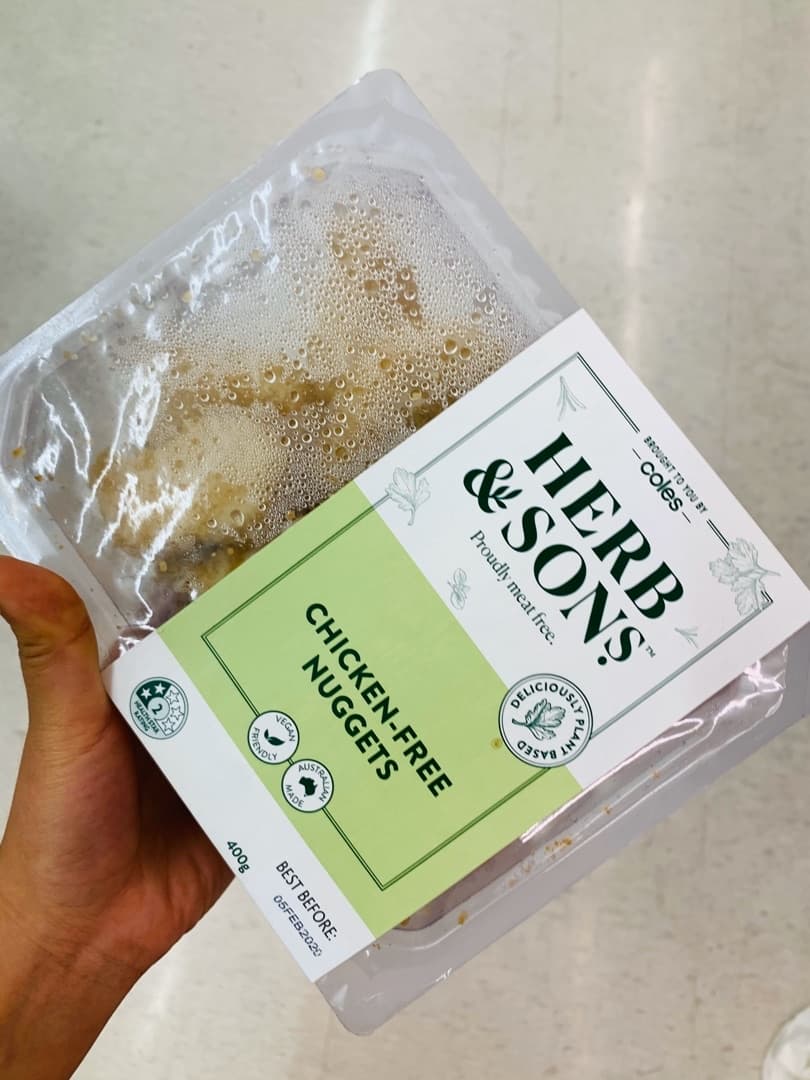 BROUGHT TO YOU BY
coles
HERB
& SONS.™
Proudly meat free.
DELICIOUSLY PLANT BASED
CHICKEN-FREE
NUGGETS
VEGAN
FRIENDLY
AUSTRALIAN
MADE
2
HEALTH STAR
RATING
400g
BEST BEFORE:
05FEB2020